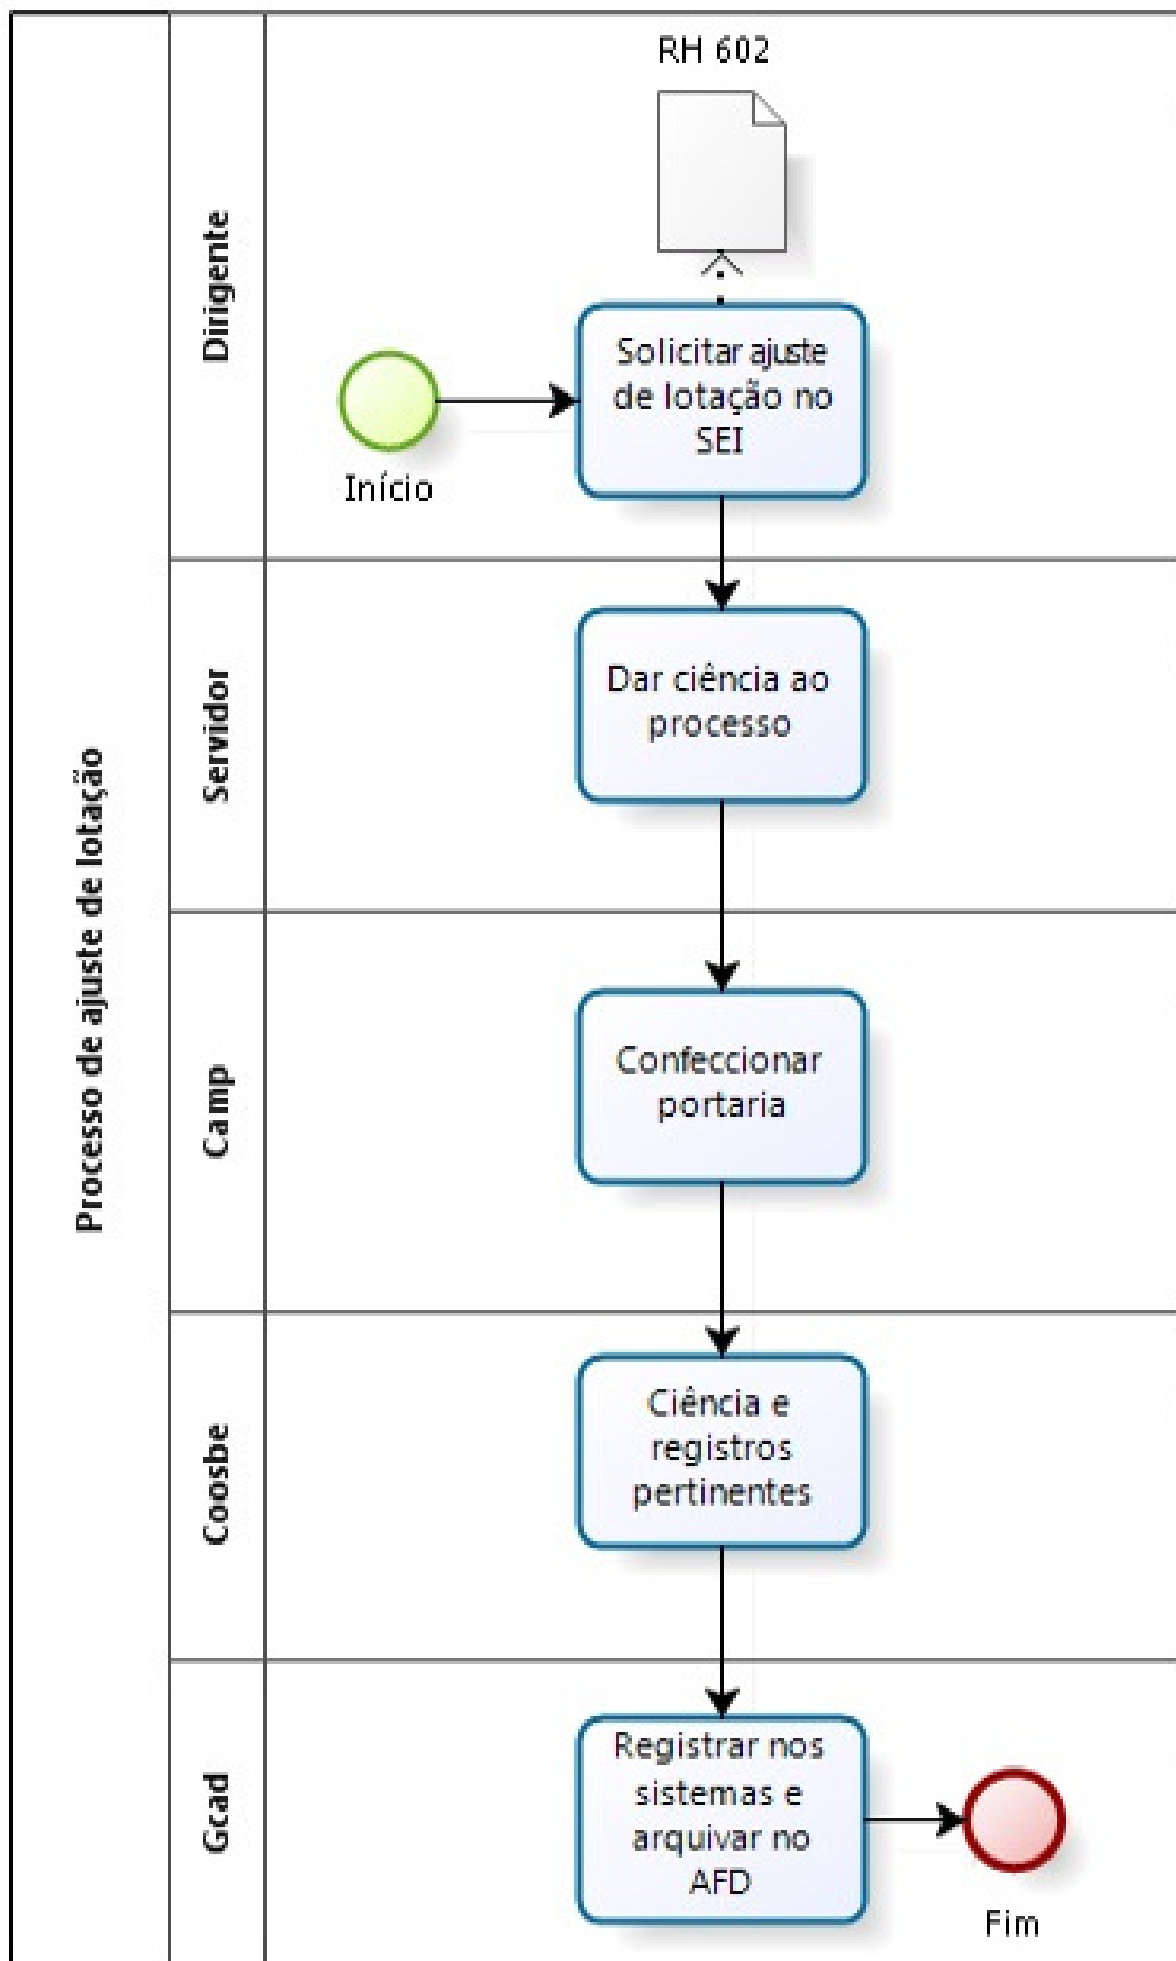 Processo de ajuste de lotação
Dirigente
RH 602
Solicitar ajuste
de lotação no
SEI
Início
Servidor
Dar ciência ao
processo
Camp
Confeccionar
portaria
Coosbe
Ciência e
registros
pertinentes
Gcad
Registrar nos
sistemas e
arquivar no
AFD
Fim